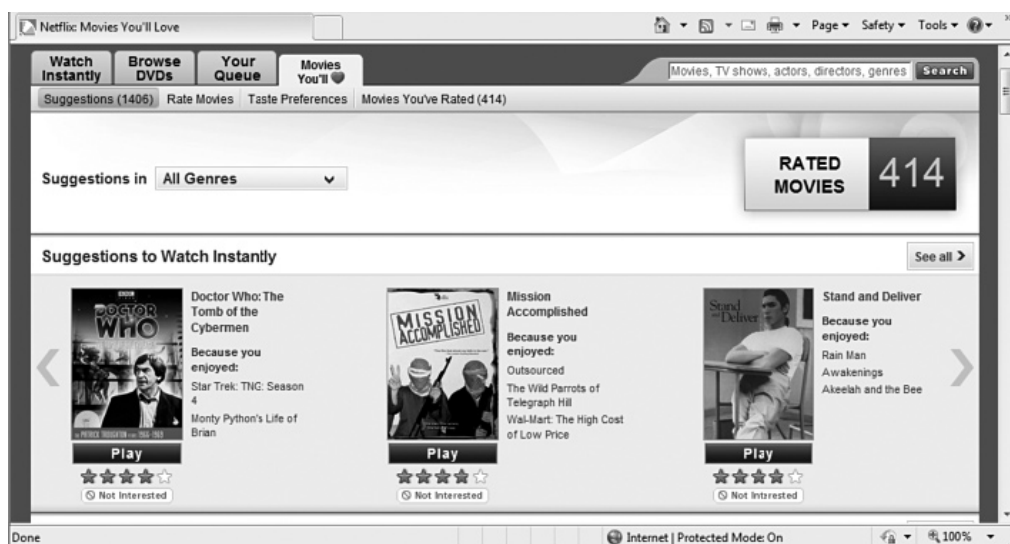 Netflix: Movies You'll Love
Page Safety Tools
Watch Instantly
Browse DVDs
Your Queue
Movies You'll
Movies, TV shows, actors, directors, genres Search
Suggestions (1406) Rate Movies Taste Preferences Movies You've Rated (414)
Suggestions in All Genres
RATED MOVIES 414
Suggestions to Watch Instantly
See all
DOCTOR WHO
Doctor Who: The
Tomb of the
Cybermen
Because you
enjoyed:
Star Trek: TNG: Season
4
Monty Python's Life of
Brian
Play
Not Interested
MISSION
ACCOMPLISHED
Mission
Accomplished
Because you
enjoyed:
Outsourced
The Wild Parrots of
Telegraph Hill
Wal-Mart: The High Cost
of Low Price
Play
Not Interested
Stand
and Deliver
Stand and Deliver
Because you
enjoyed:
Rain Man
Awakenings
Akeelah and the Bee
Play
Not Interested
Done
Internet | Protected Mode: On
100%